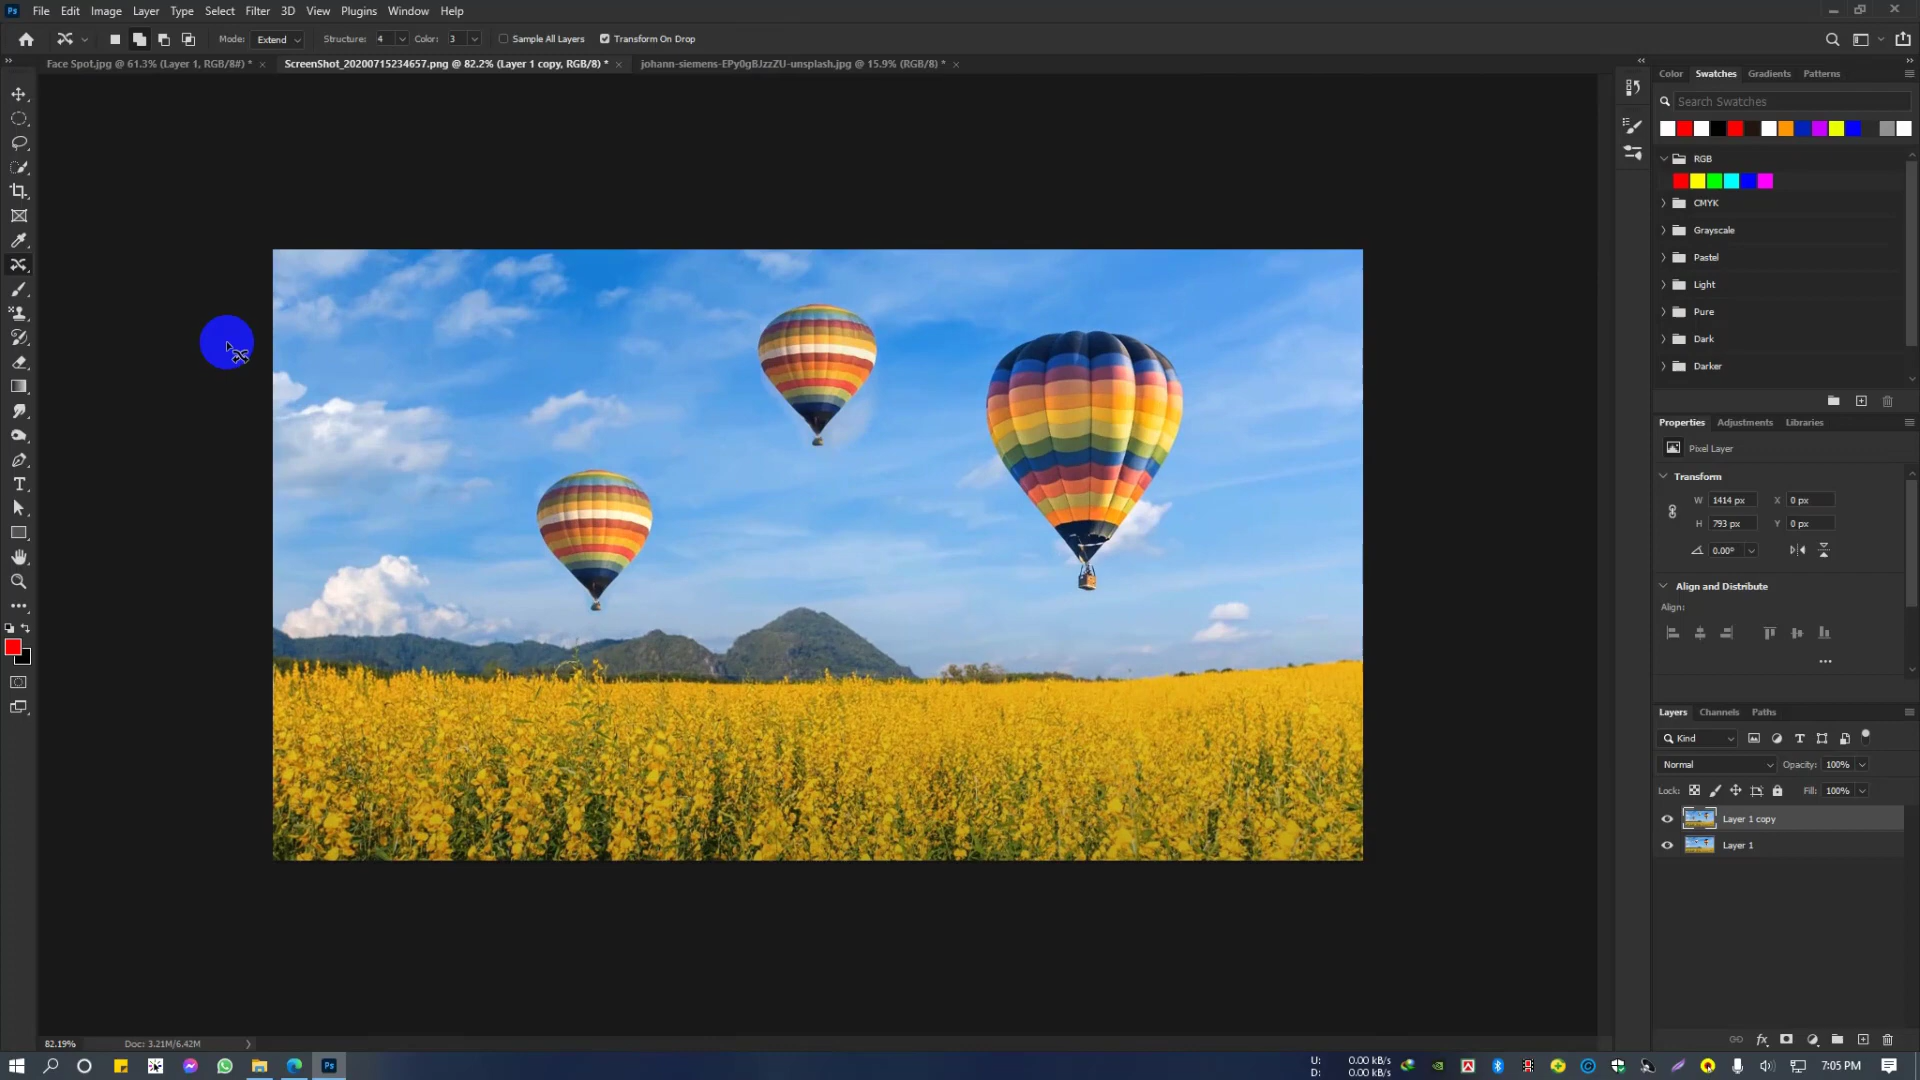 Ps File Edit Image Layer Type Select Filter 3D View Plugins Window Help
Mode: Extend Structure: 4 Color: 3 Sample All Layers Transform On Drop
Face Spot.jpg @ 61.3% (Layer 1, RGB/8#) * ScreenShot_20200715234657.png @ 82.2% (Layer 1 copy, RGB/8) * johann-siemens-EPy0gBJzzZU-unsplash.jpg @ 15.9% (RGB/8) *
Color Swatches Gradients Patterns
Search Swatches
RGB
CMYK
Grayscale
Pastel
Light
Pure
Dark
Darker
Properties Adjustments Libraries
Pixel Layer
Transform
W 1414 px X 0 px
H 793 px Y 0 px
0.00°
Align and Distribute
Align:
Layers Channels Paths
Kind
Normal Opacity: 100%
Lock: Fill: 100%
Layer 1 copy
Layer 1
82.19% Doc: 3.21M/6.42M
U: 0.00 kB/s
D: 0.00 kB/s
7:05 PM